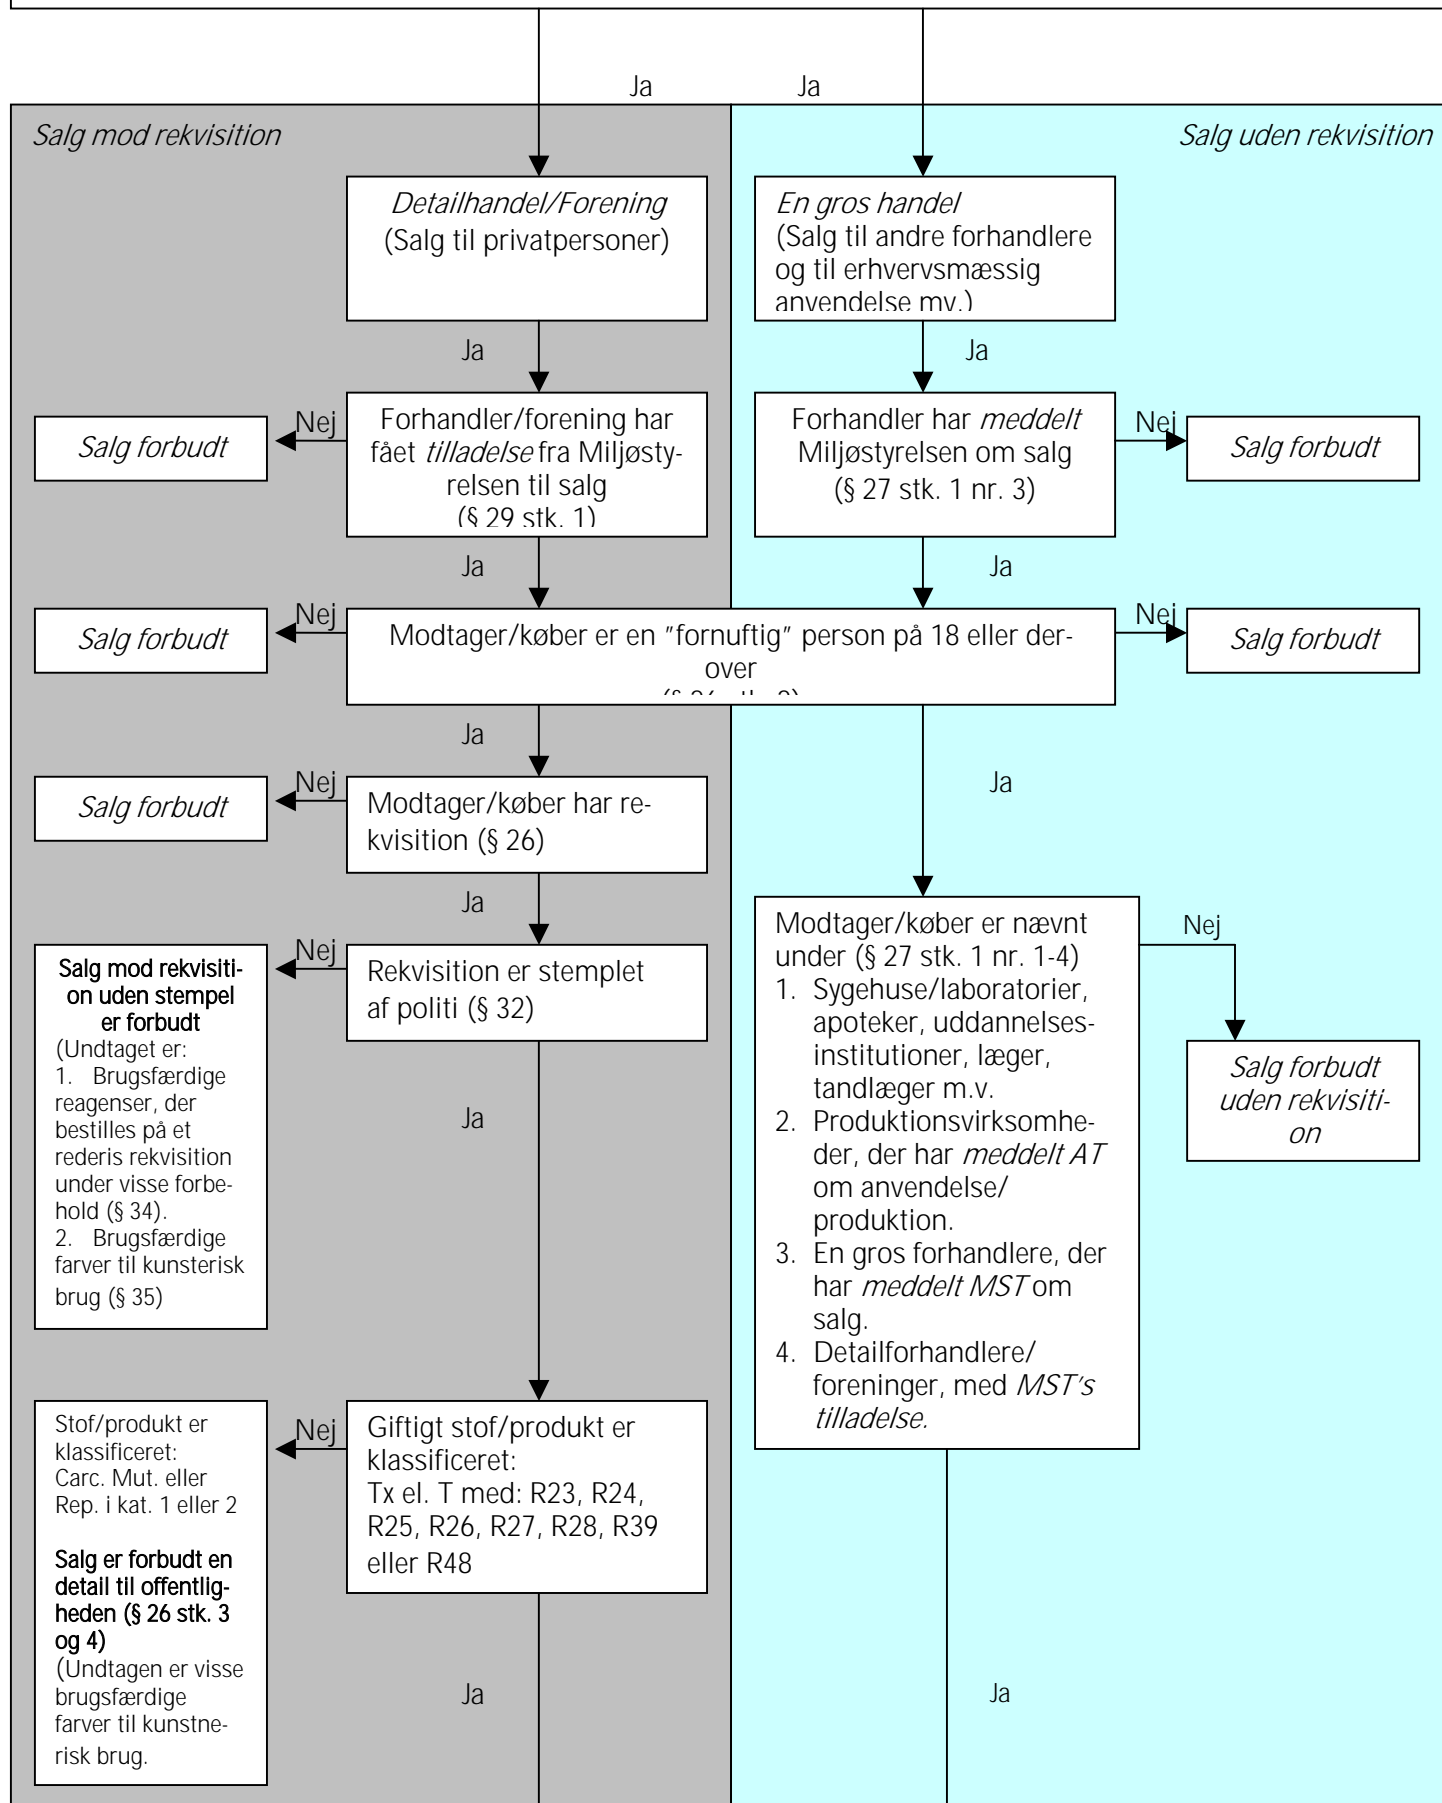 Ja
Ja
Salg mod rekvisition
Salg uden rekvisition
Detailhandel/Forening
(Salg til privatpersoner)
En gros handel
(Salg til andre forhandlere
og til erhvervsmæssig
anvendelse mv.)
Ja
Ja
Salg forbudt
Nej
Forhandler/forening har
fået tilladelse fra Miljøsty-
relsen til salg
(§ 29 stk. 1)
Forhandler har meddelt
Miljøstyrelsen om salg
(§ 27 stk. 1 nr. 3)
Nej
Salg forbudt
Ja
Ja
Salg forbudt
Nej
Modtager/køber er en "fornuftig" person på 18 eller der-
over
Nej
Salg forbudt
Ja
Ja
Salg forbudt
Nej
Modtager/køber har re-
kvisition (§ 26)
Ja
Salg mod rekvisiti-
on uden stempel
er forbudt
(Undtaget er:
1. Brugsfærdige
reagenser, der
bestilles på et
rederis rekvisition
under visse forbe-
hold (§ 34).
2. Brugsfærdige
farver til kunsterisk
brug (§ 35)
Nej
Rekvisition er stemplet
af politi (§ 32)
Ja
Modtager/køber er nævnt
under (§ 27 stk. 1 nr. 1-4)
1. Sygehuse/laboratorier,
apoteker, uddannelses-
institutioner, læger,
tandlæger m.v.
2. Produktionsvirksomhe-
der, der har meddelt AT
om anvendelse/
produktion.
3. En gros forhandlere, der
har meddelt MST om
salg.
4. Detailforhandlere/
foreninger, med MST's
tilladelse.
Nej
Salg forbudt
uden rekvisiti-
on
Stof/produkt er
klassificeret:
Carc. Mut. eller
Rep. i kat. 1 eller 2
Salg er forbudt en
detail til offentlig-
heden (§ 26 stk. 3
og 4)
(Undtagen er visse
brugsfærdige
farver til kunstne-
risk brug.
Nej
Giftigt stof/produkt er
klassificeret:
Tx el. T med: R23, R24,
R25, R26, R27, R28, R39
eller R48
Ja
Ja